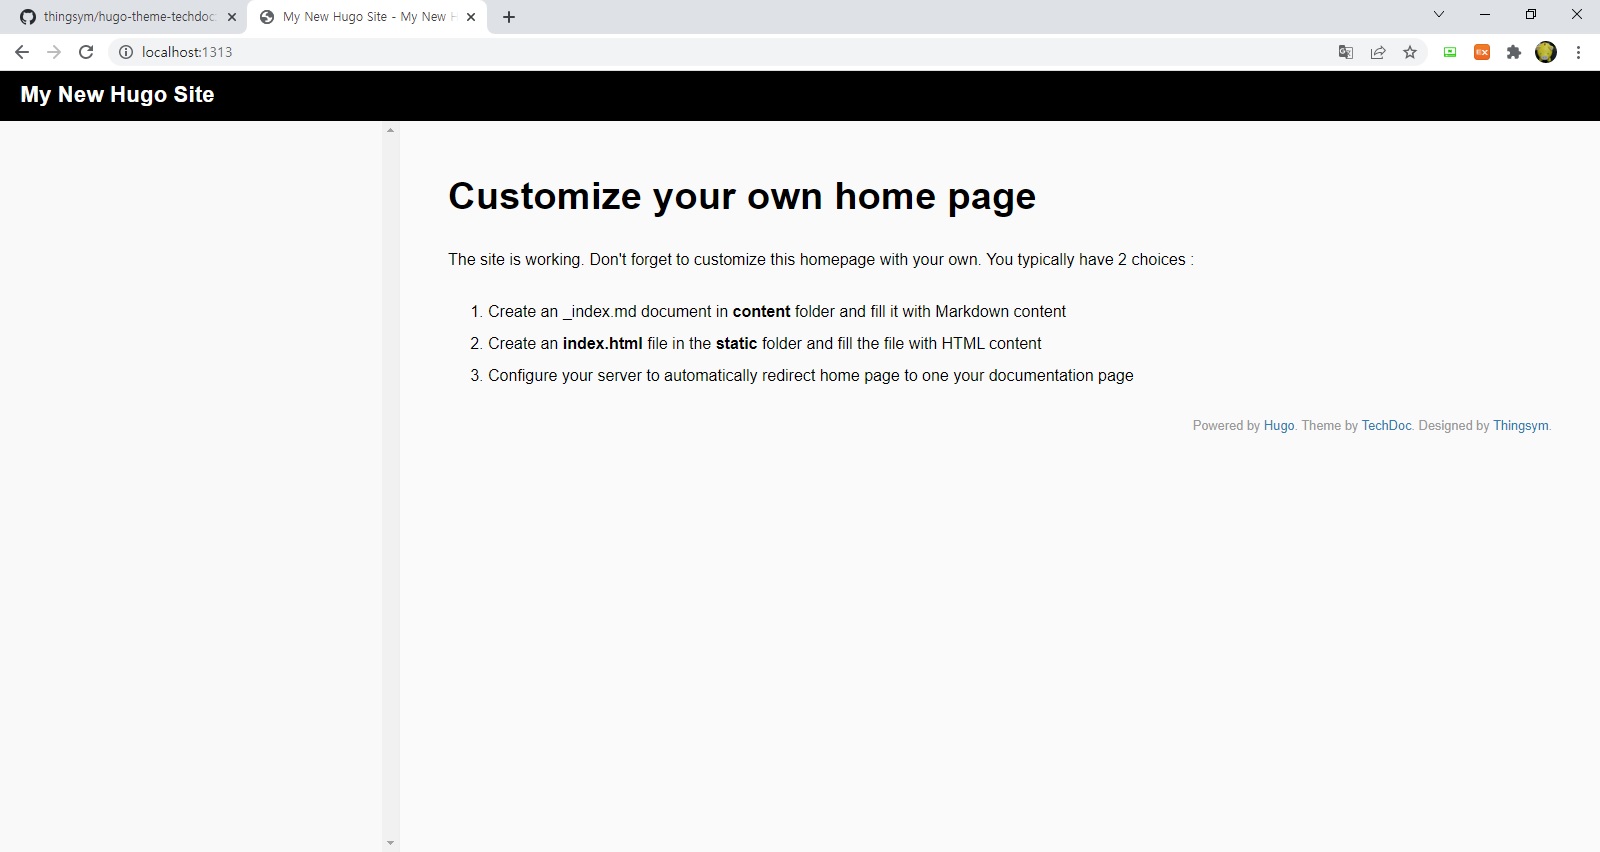 thingsym/hugo-theme-techdoc:
My New Hugo Site - My New H
localhost:1313
EX
My New Hugo Site
Customize your own home page
The site is working. Don't forget to customize this homepage with your own. You typically have 2 choices :
1. Create an _index.md document in content folder and fill it with Markdown content
2. Create an index.html file in the static folder and fill the file with HTML content
3. Configure your server to automatically redirect home page to one your documentation page
Powered by Hugo. Theme by TechDoc. Designed by Thingsym.